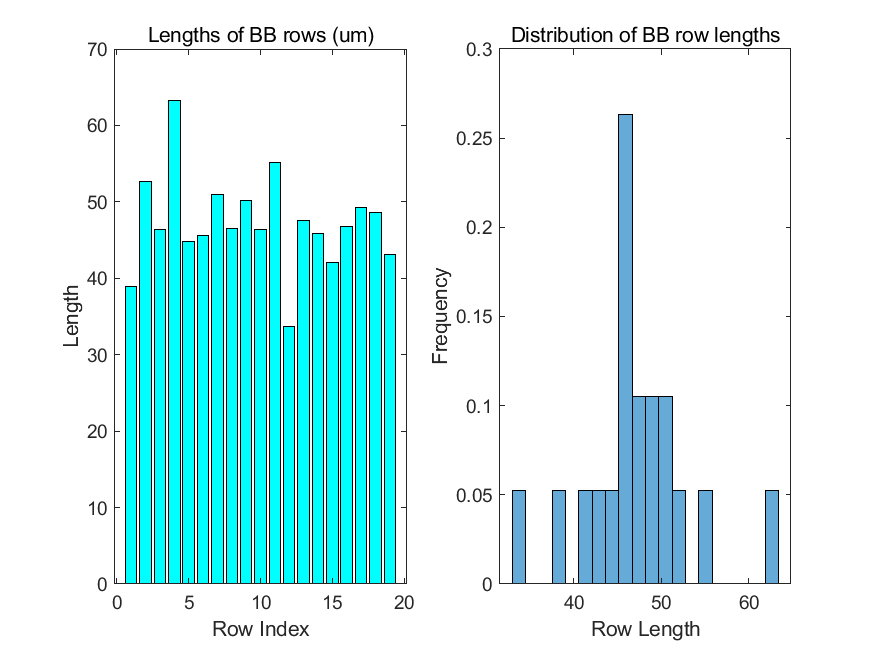 Lengths of BB rows (um)
70
60
50
40
30
20
10
0
Length
0 5 10 15 20
Row Index
Distribution of BB row lengths
0.3
0.25
0.2
0.15
0.1
0.05
0
Frequency
40 50 60
Row Length